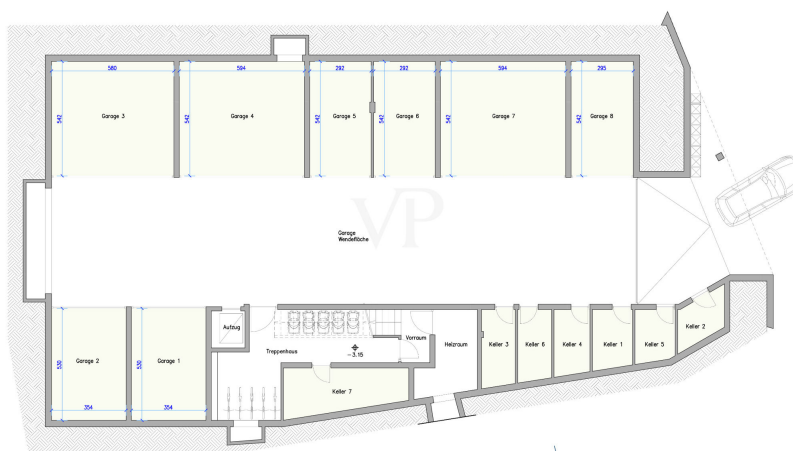 580
594
292
292
594
295
542
Garage 3
542
Garage 4
542
Garage 5
542
Garage 6
542
Garage 7
542
Garage 8
VP
Garage
Wendefläche
Aufzug
530
Garage 2
530
Garage 1
354
354
Treppenhaus
-3.15
Vorraum
Heizraum
Keller 7
Keller 3
Keller 6
Keller 4
Keller 1
Keller 5
Keller 2